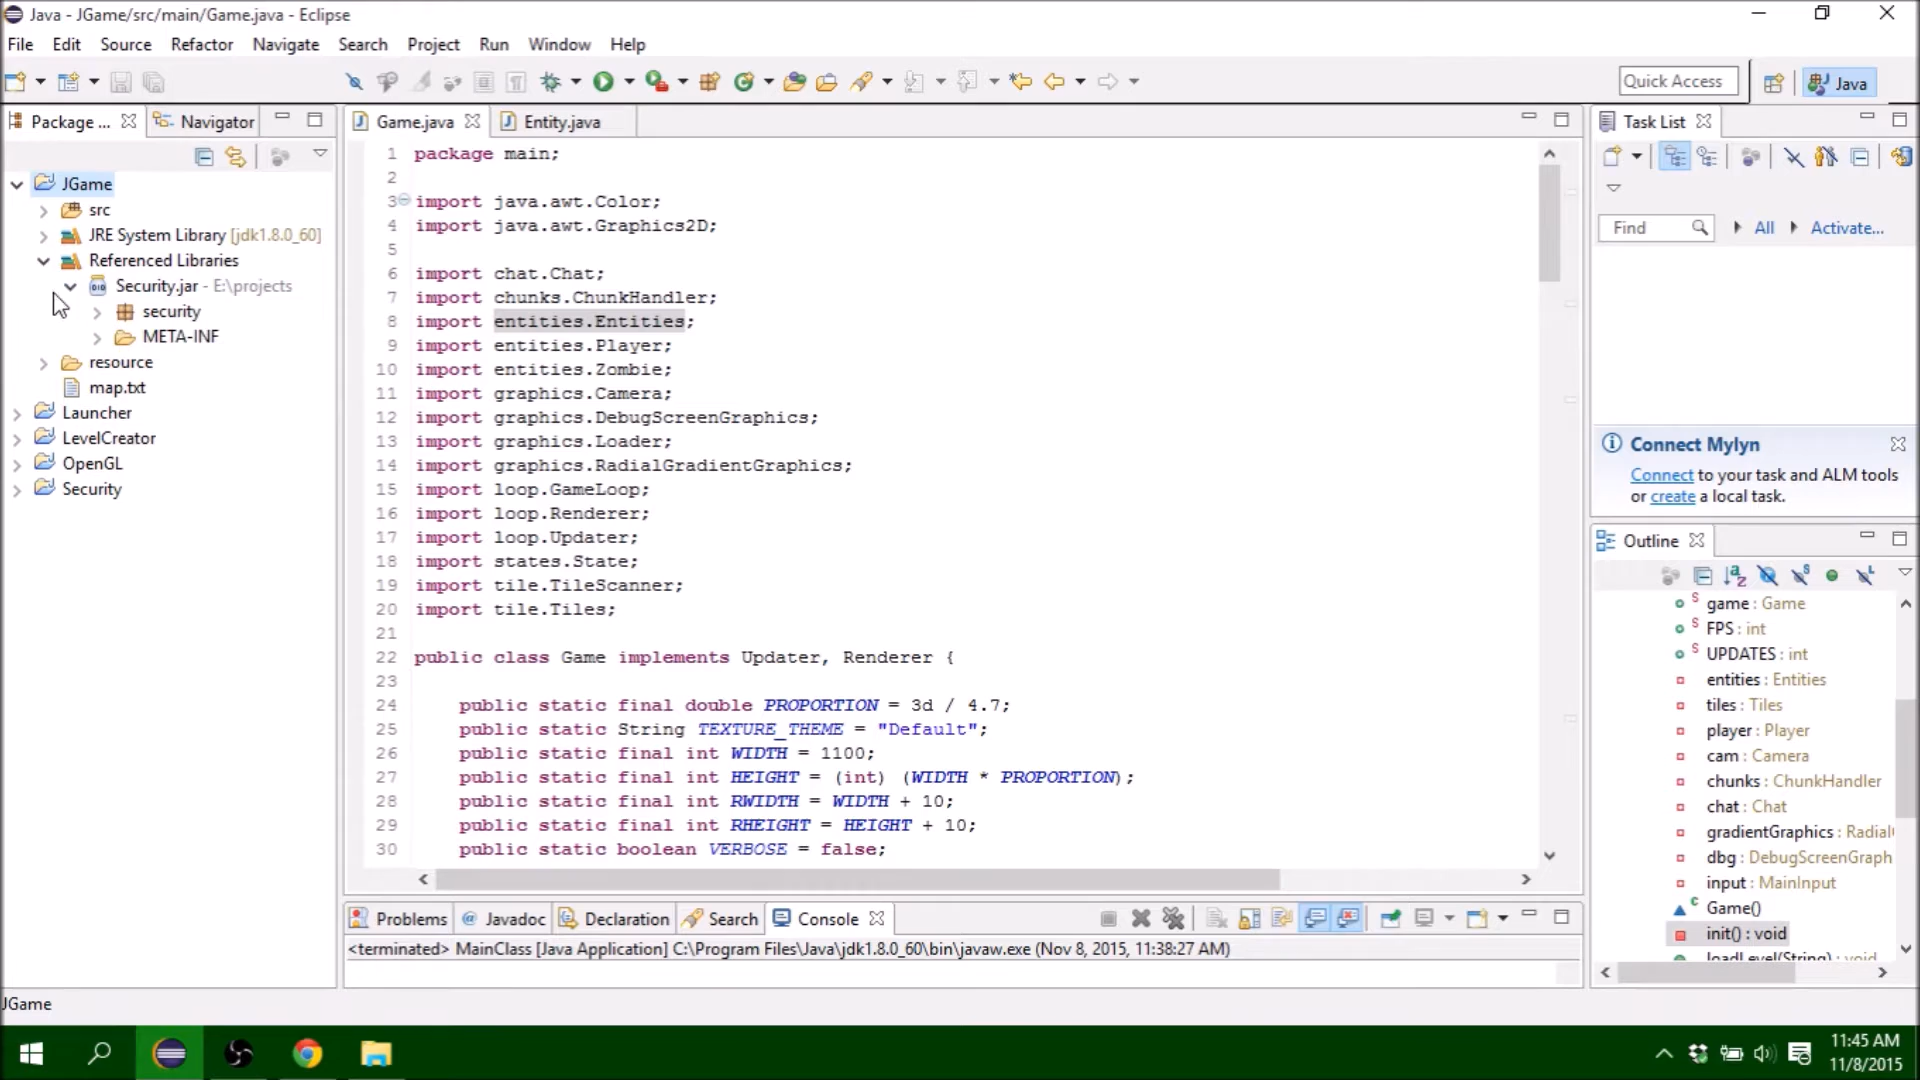 Java - JGame/src/main/Game.java - Eclipse
File Edit Source Refactor Navigate Search Project Run Window Help
Quick Access
Java
Package ...
Navigator
JGame
src
JRE System Library [jdk1.8.0_60]
Referenced Libraries
Security.jar - E:\projects
security
META-INF
resource
map.txt
Launcher
LevelCreator
OpenGL
Security
Game.java
Entity.java
1 package main;
2
3 import java.awt.Color;
4 import java.awt.Graphics2D;
5
6 import chat.Chat;
7 import chunks.ChunkHandler;
8 import entities.Entities;
9 import entities.Player;
10 import entities.Zombie;
11 import graphics.Camera;
12 import graphics.DebugScreenGraphics;
13 import graphics.Loader;
14 import graphics.RadialGradientGraphics;
15 import loop.GameLoop;
16 import loop.Renderer;
17 import loop.Updater;
18 import states.State;
19 import tile.TileScanner;
20 import tile.Tiles;
21
22 public class Game implements Updater, Renderer {
23
24 public static final double PROPORTION = 3d / 4.7;
25 public static String TEXTURE_THEME = "Default";
26 public static final int WIDTH = 1100;
27 public static final int HEIGHT = (int) (WIDTH * PROPORTION);
28 public static final int RWIDTH = WIDTH + 10;
29 public static final int RHEIGHT = HEIGHT + 10;
30 public static boolean VERBOSE = false;
Problems
@ Javadoc
Declaration
Search
Console
<terminated> MainClass [Java Application] C:\Program Files\Java\jdk1.8.0_60\bin\javaw.exe (Nov 8, 2015, 11:38:27 AM)
Task List
Find
All
Activate...
Connect Mylyn
Connect to your task and ALM tools
or create a local task.
Outline
game : Game
FPS : int
UPDATES : int
entities : Entities
tiles : Tiles
player : Player
cam : Camera
chunks : ChunkHandler
chat : Chat
gradientGraphics : Radial
dbg : DebugScreenGraph
input : MainInput
Game()
init() : void
loadLevel(String) : void
JGame
11:45 AM
11/8/2015